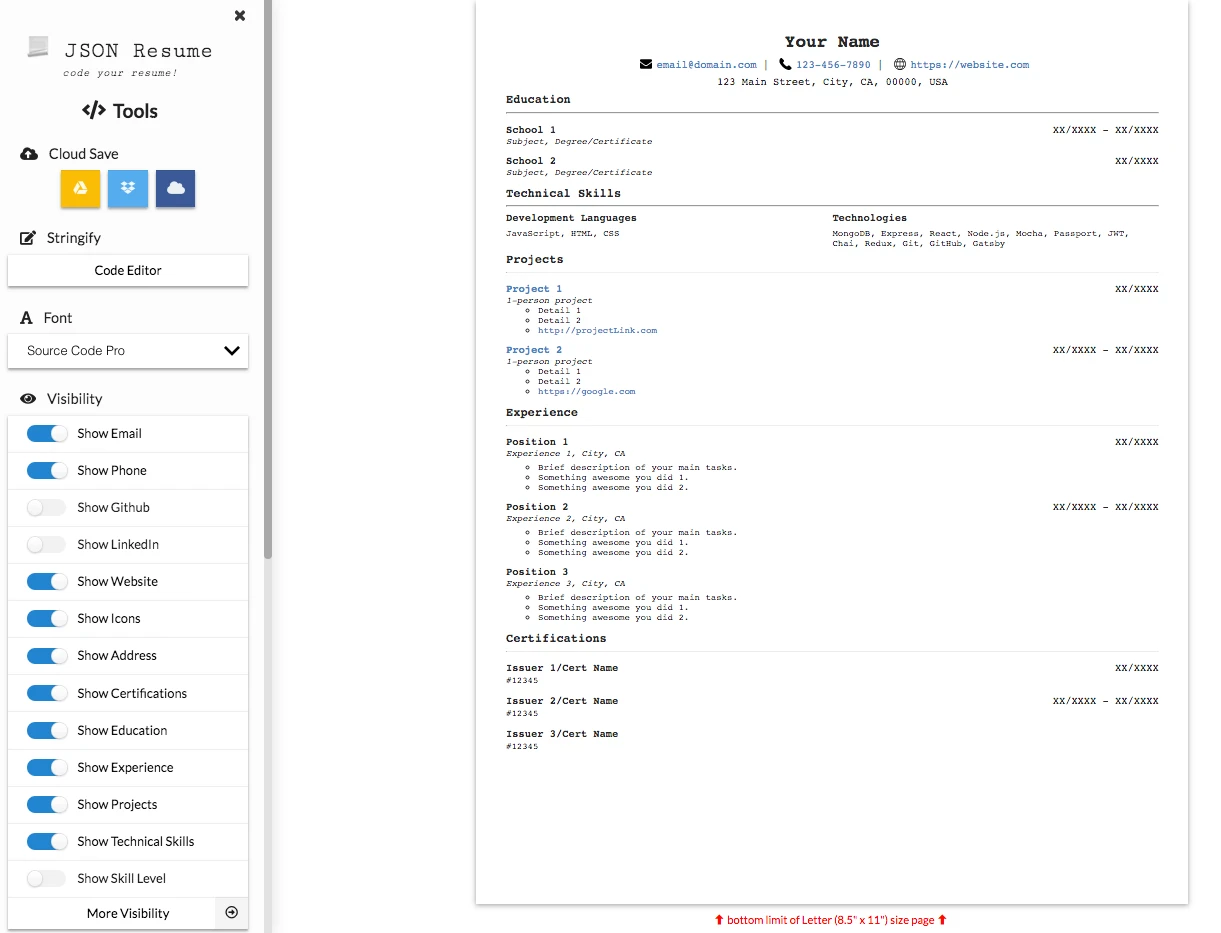 JSON Resume
code your resume!
</> Tools
Cloud Save
Stringify
Code Editor
Font
Source Code Pro
Visibility
Show Email
Show Phone
Show Github
Show LinkedIn
Show Website
Show Icons
Show Address
Show Certifications
Show Education
Show Experience
Show Projects
Show Technical Skills
Show Skill Level
More Visibility
Your Name
email@domain.com | 123-456-7890 | https://website.com
123 Main Street, City, CA, 00000, USA
Education
School 1 XX/XXXX - XX/XXXX
Subject, Degree/Certificate
School 2 XX/XXXX
Subject, Degree/Certificate
Technical Skills
Development Languages Technologies
JavaScript, HTML, CSS MongoDB, Express, React, Node.js, Mocha, Passport, JWT,
Chai, Redux, Git, GitHub, Gatsby
Projects
Project 1 XX/XXXX
1-person project
Detail 1
Detail 2
http://projectLink.com
Project 2 XX/XXXX - XX/XXXX
1-person project
Detail 1
Detail 2
https://google.com
Experience
Position 1 XX/XXXX
Experience 1, City, CA
Brief description of your main tasks.
Something awesome you did 1.
Something awesome you did 2.
Position 2 XX/XXXX - XX/XXXX
Experience 2, City, CA
Brief description of your main tasks.
Something awesome you did 1.
Something awesome you did 2.
Position 3
Experience 3, City, CA
Brief description of your main tasks.
Something awesome you did 1.
Something awesome you did 2.
Certifications
Issuer 1/Cert Name XX/XXXX
#12345
Issuer 2/Cert Name XX/XXXX - XX/XXXX
#12345
Issuer 3/Cert Name
#12345
bottom limit of Letter (8.5" x 11") size page